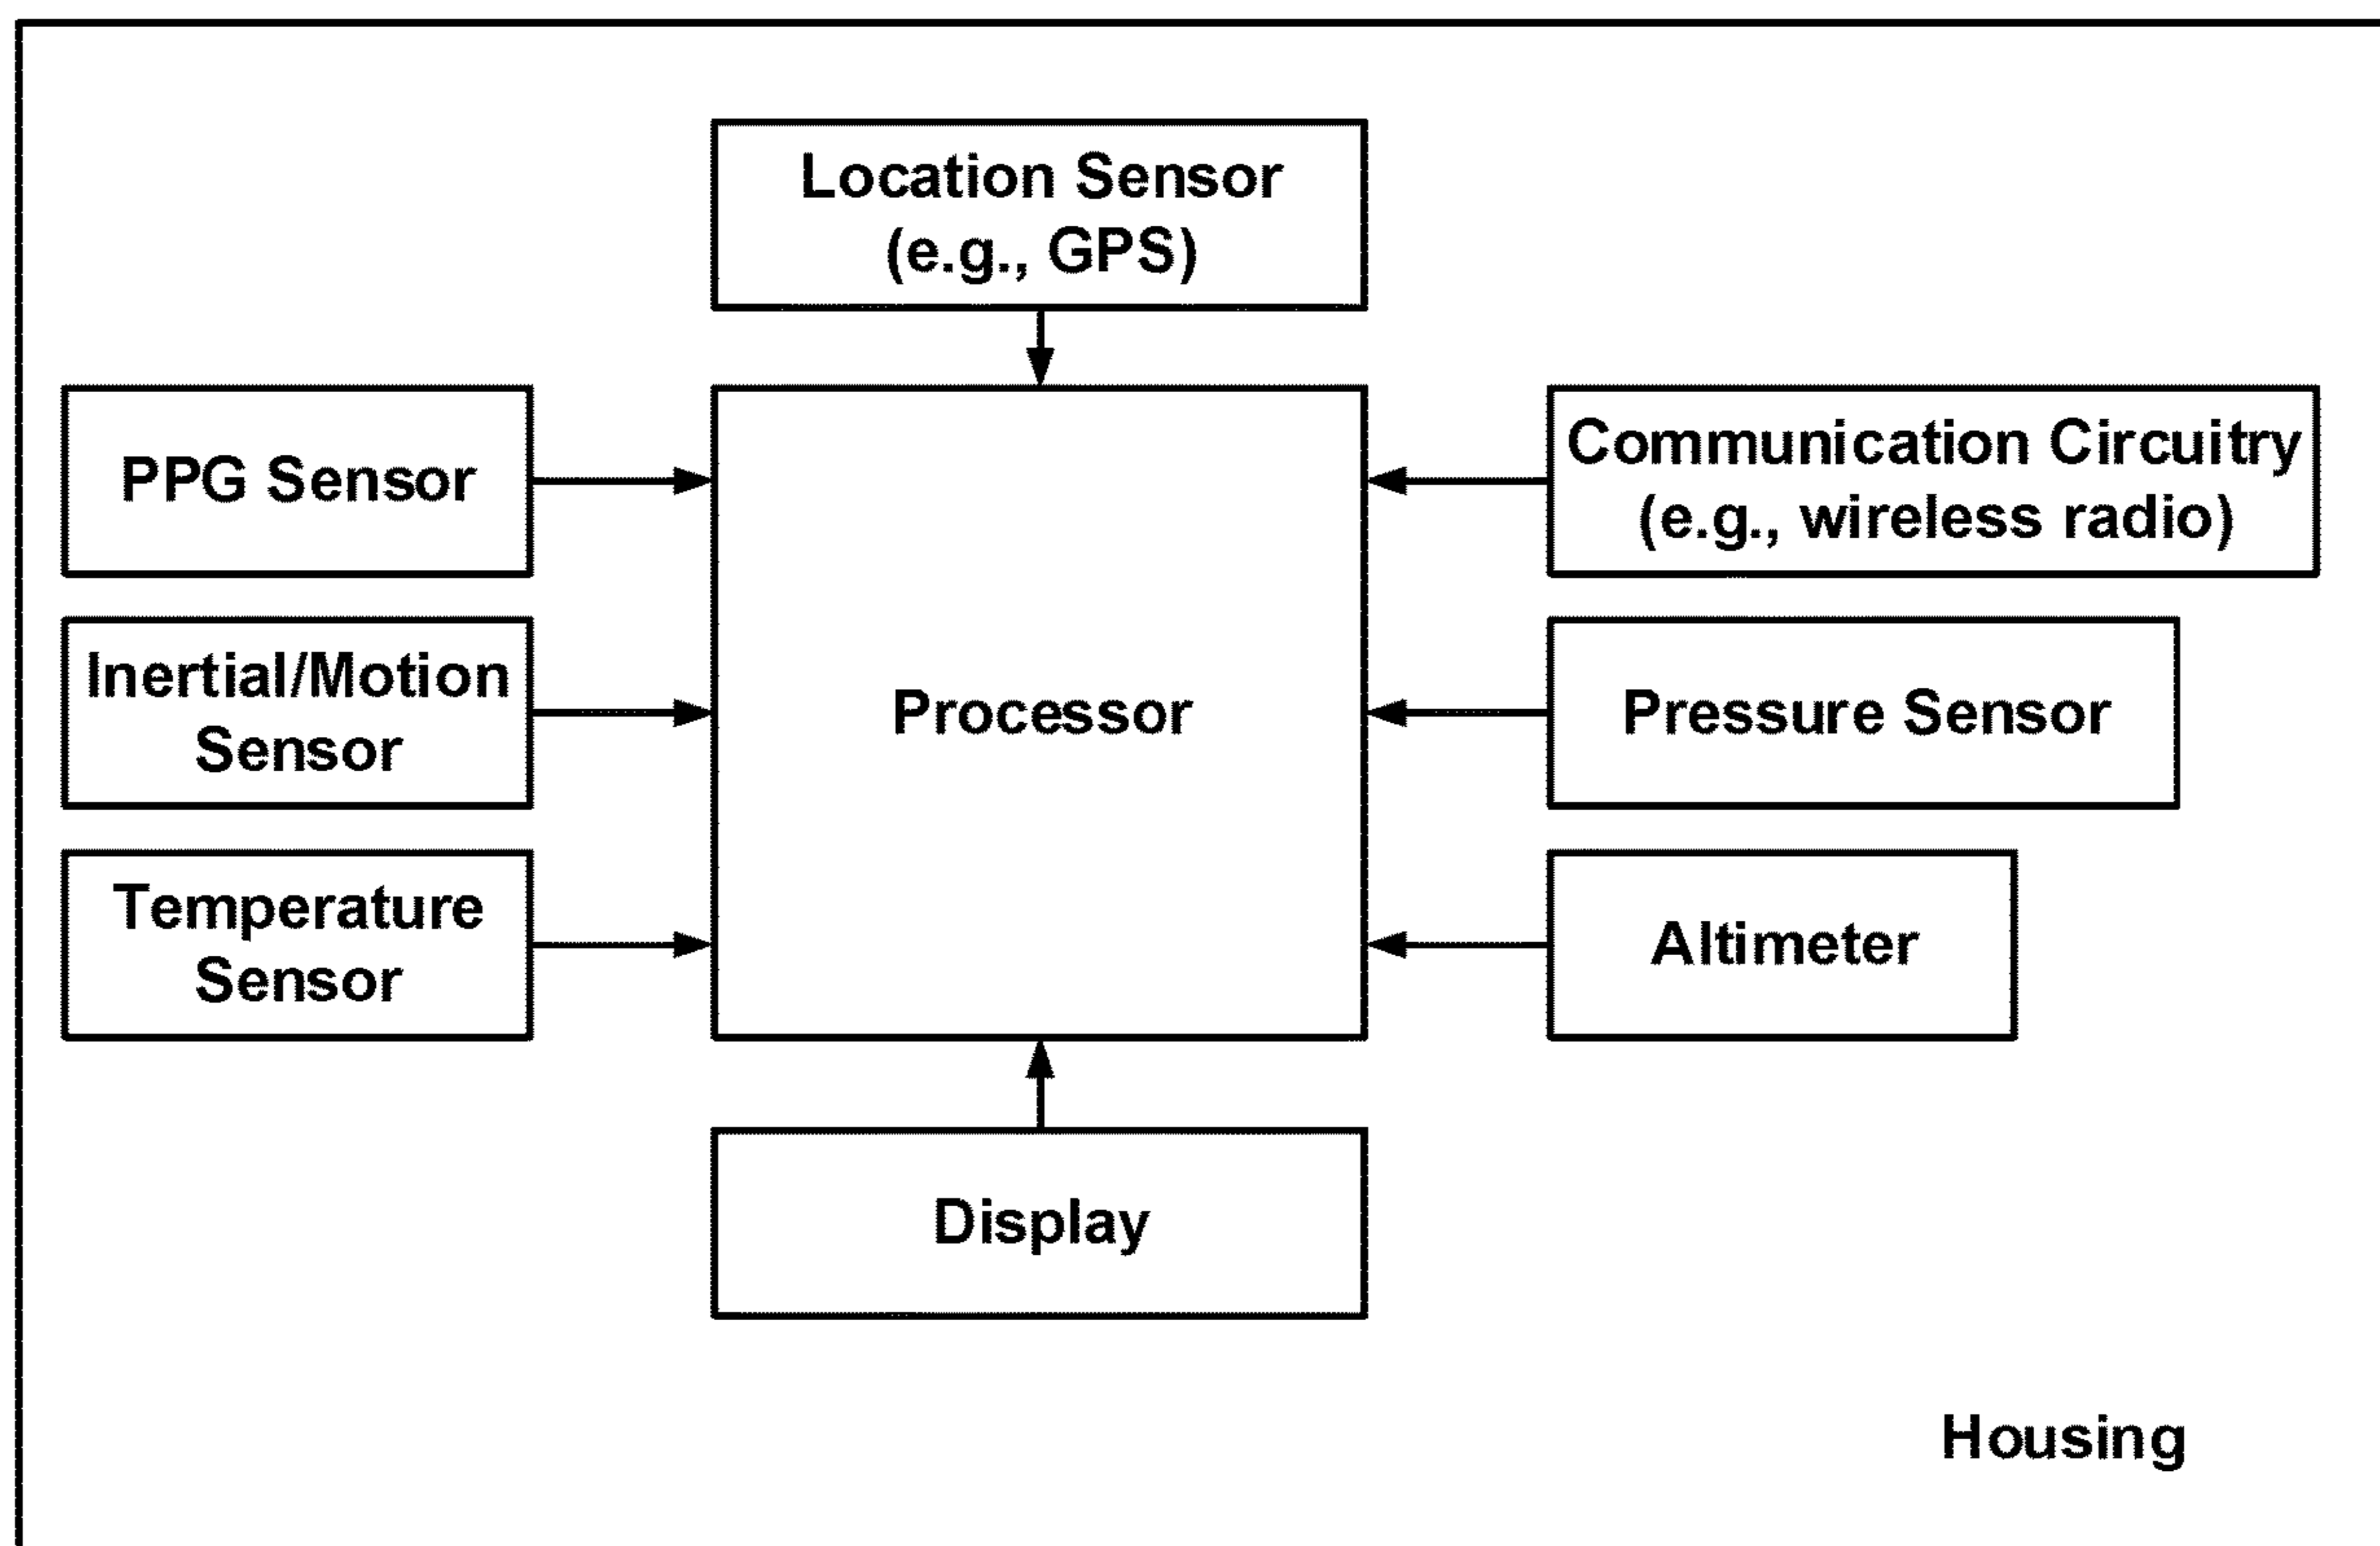 Location Sensor
(e.g., GPS)
PPG Sensor
Communication Circuitry
(e.g., wireless radio)
Inertial/Motion
Sensor
Processor
Pressure Sensor
Temperature
Sensor
Altimeter
Display
Housing